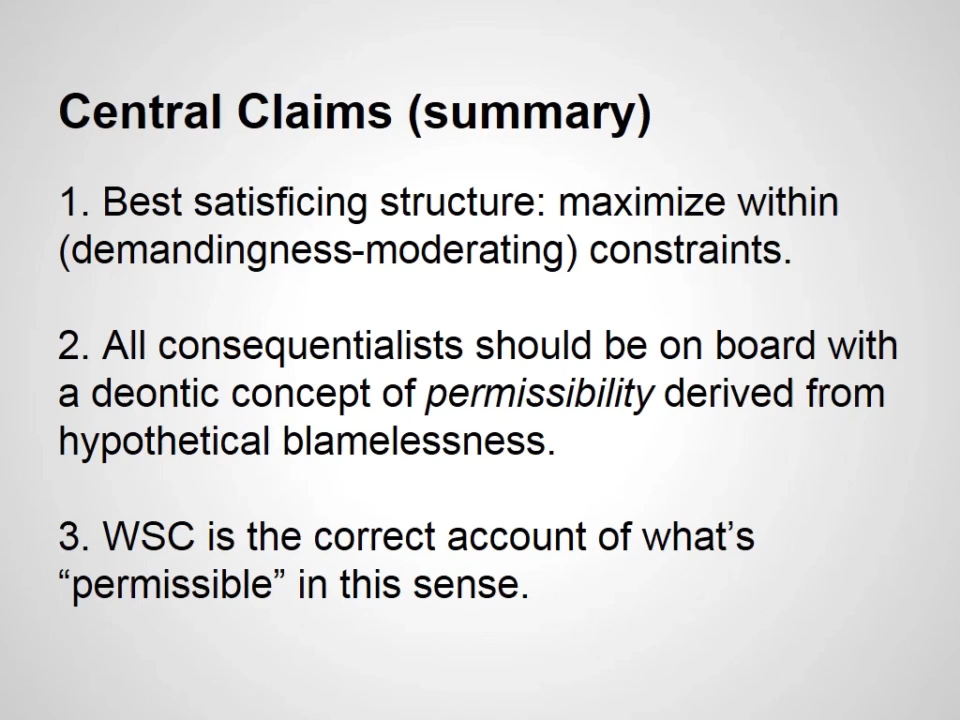 Central Claims (summary)
1. Best satisficing structure: maximize within
(demandingness-moderating) constraints.
2. All consequentialists should be on board with
a deontic concept of permissibility derived from
hypothetical blamelessness.
3. WSC is the correct account of what’s
“permissible” in this sense.